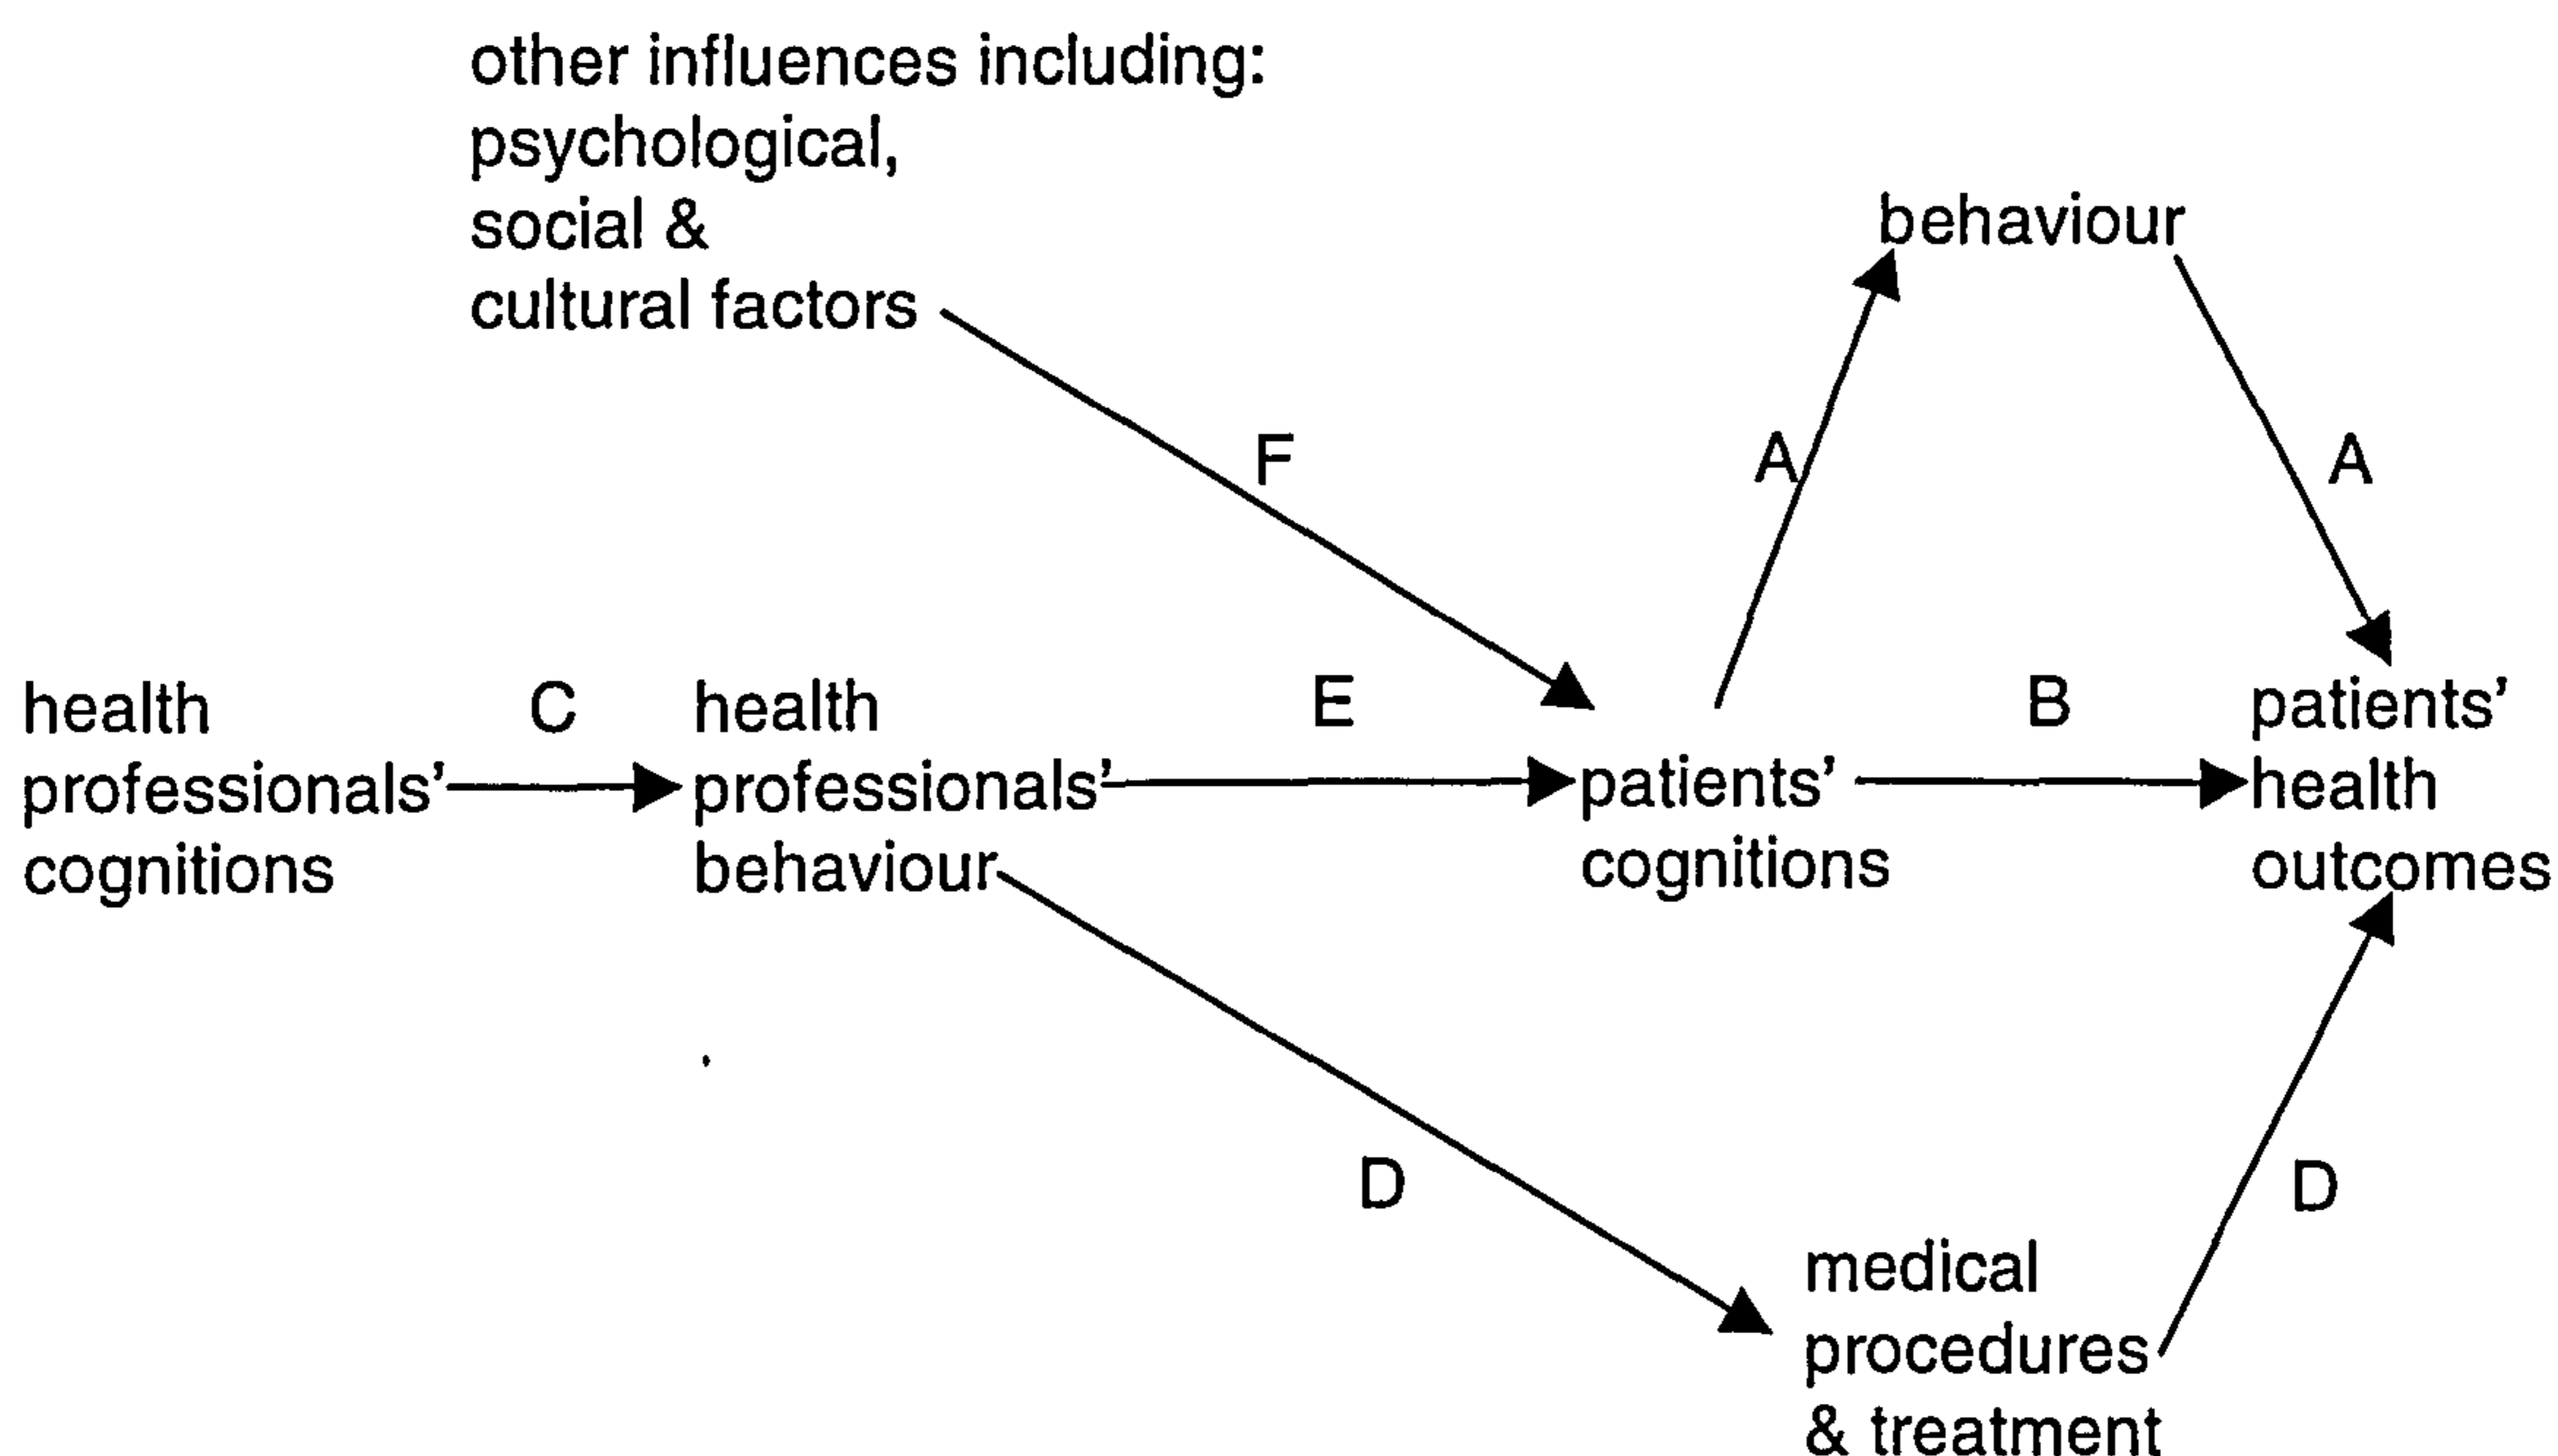 other influences including:
psychological,
social &
cultural factors
behaviour
F
A
A
health
professionals’
cognitions
C
health
professionals’
behaviour
E
patients’
cognitions
B
patients’
health
outcomes
D
D
medical
procedures
& treatment